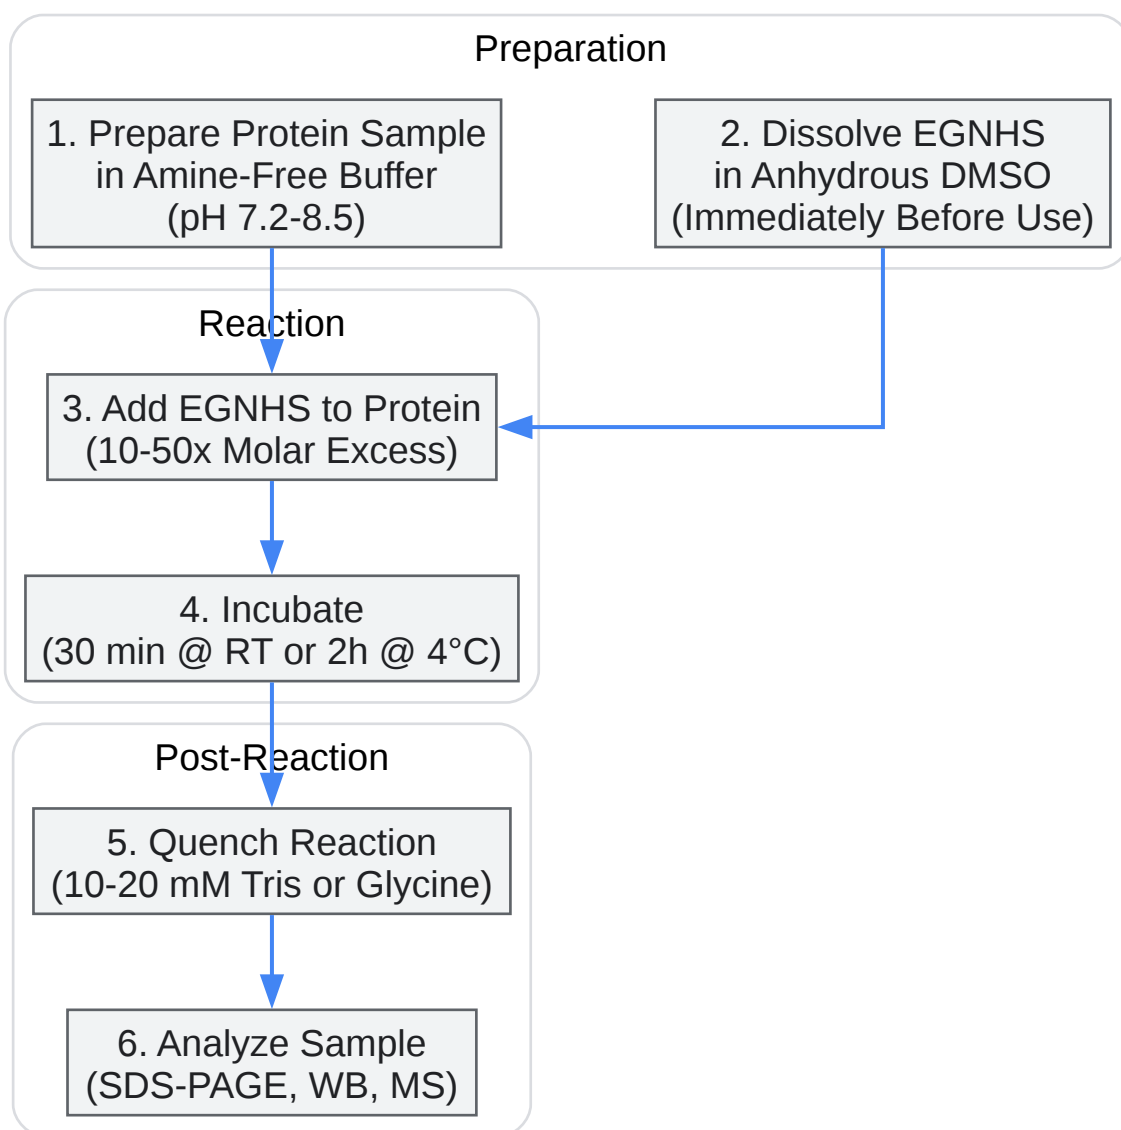 Preparation
1. Prepare Protein Sample
in Amine-Free Buffer
(pH 7.2-8.5)
2. Dissolve EGNHS
in Anhydrous DMSO
(Immediately Before Use)
Reaction
3. Add EGNHS to Protein
(10-50x Molar Excess)
4. Incubate
(30 min @ RT or 2h @ 4°C)
Post-Reaction
5. Quench Reaction
(10-20 mM Tris or Glycine)
6. Analyze Sample
(SDS-PAGE, WB, MS)